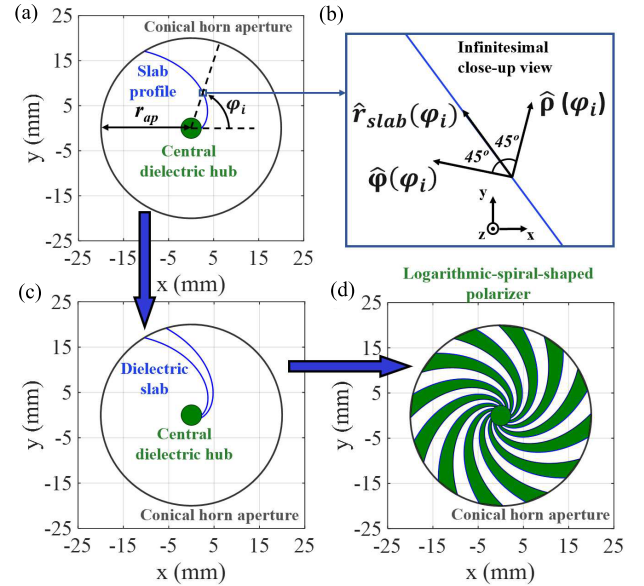 (a)
Conical horn aperture
25
15
5
-5
-15
-25
y (mm)
Slab
profile
r_ap
φ_i
Central
dielectric hub
-25 -15 -5 5 15 25
x (mm)
(b)
Infinitesimal
close-up view
r̂_slab(φ_i)
ρ̂ (φ_i)
45º
45º
φ̂(φ_i)
y
z
x
(c)
25
15
5
-5
-15
-25
y (mm)
Dielectric
slab
Central
dielectric hub
Conical horn aperture
-25 -15 -5 5 15 25
x (mm)
Logarithmic-spiral-shaped
polarizer
(d)
25
15
5
-5
-15
-25
y (mm)
Conical horn aperture
-25 -15 -5 5 15 25
x (mm)